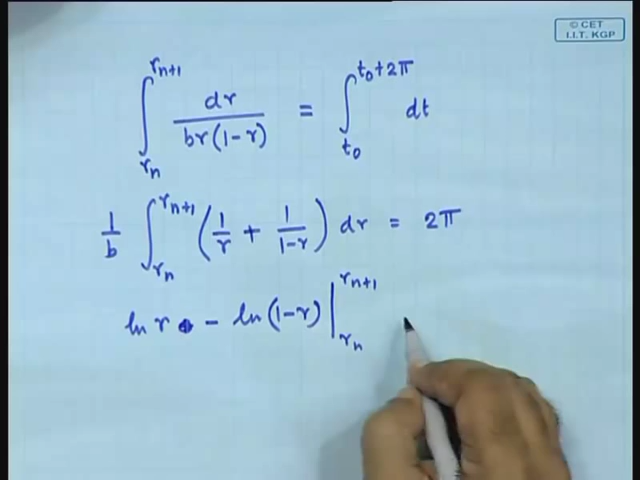 © CET
I.I.T. KGP
∫_{r_n}^{r_{n+1}} dr / br(1-r) = ∫_{t_0}^{t_0+2π} dt
1/b ∫_{r_n}^{r_{n+1}} (1/r + 1/(1-r)) dr = 2π
ln r - ln(1-r) |_{r_n}^{r_{n+1}}